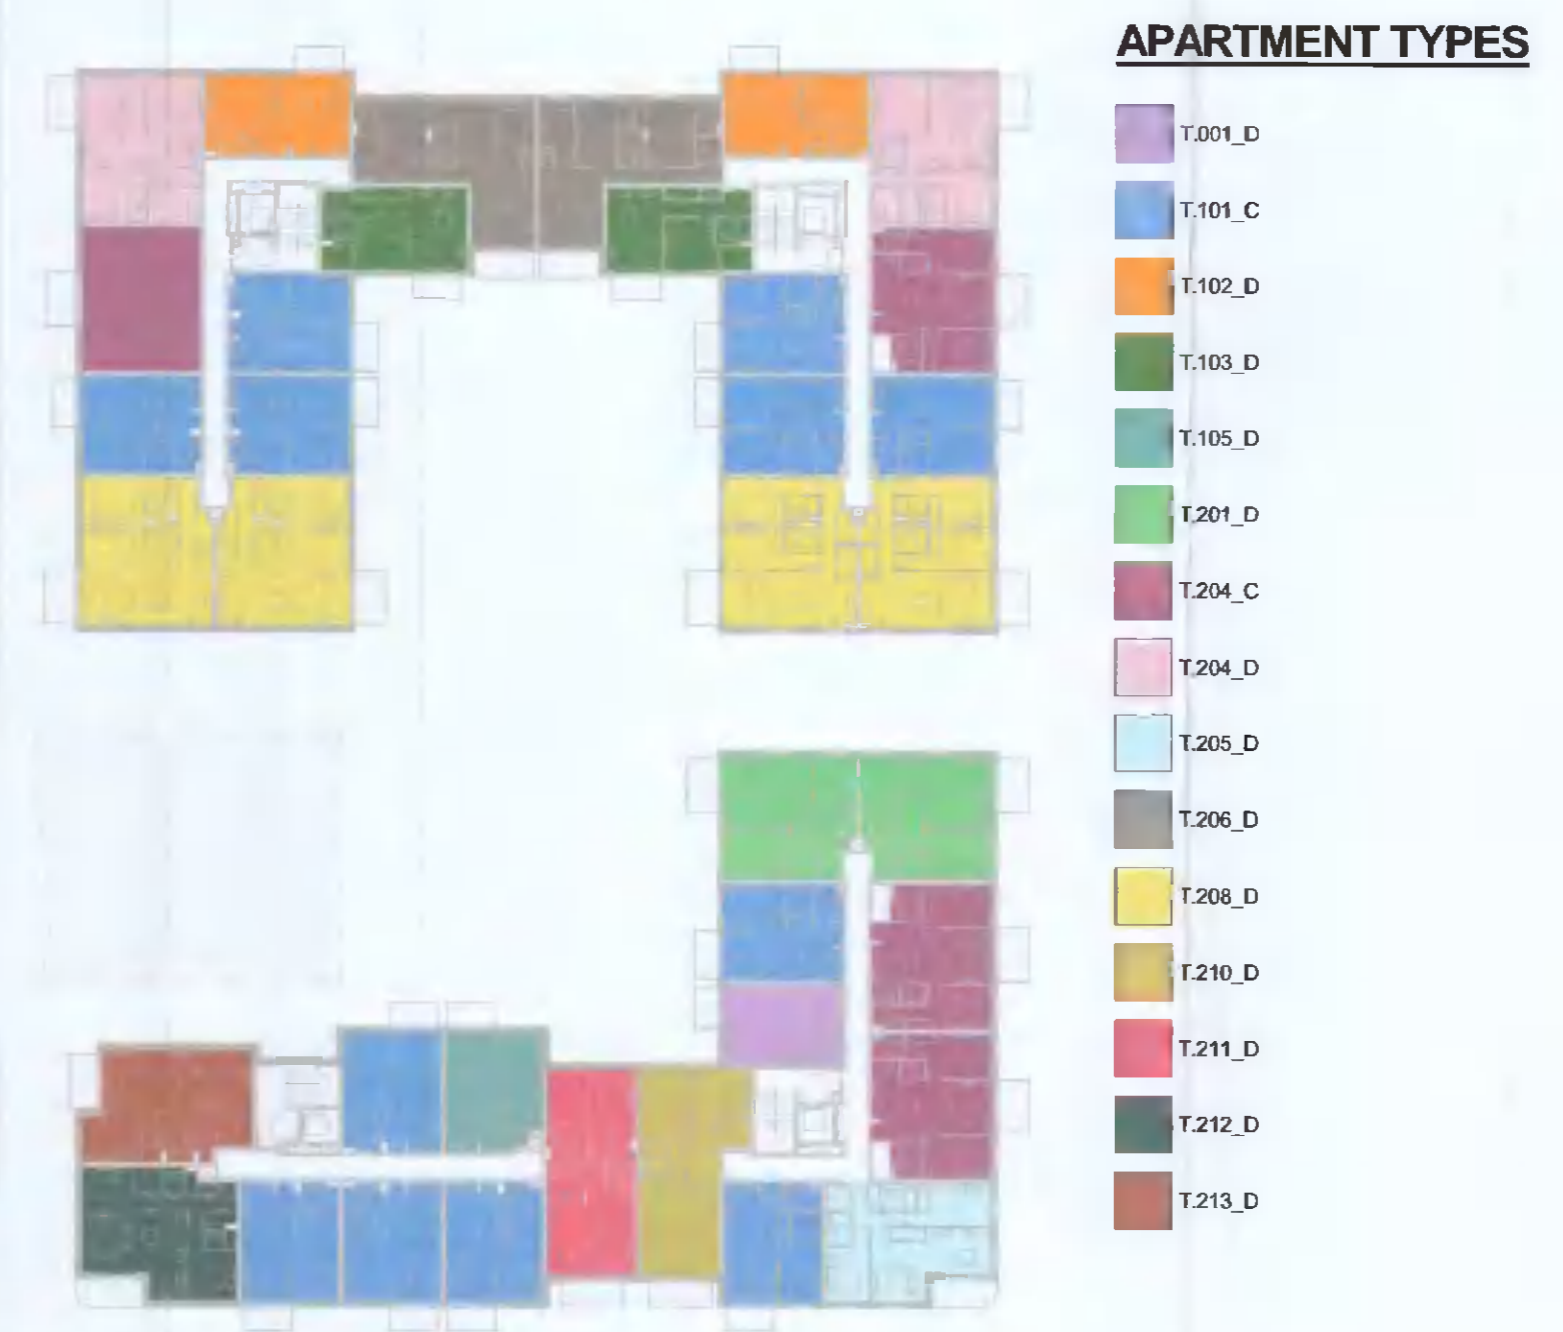 APARTMENT TYPES
T.001_D
T.101_C
T.102_D
T.103_D
T.105_D
T.201_D
T.204_C
T.204_D
T.205_D
T.206_D
T.208_D
T.210_D
T.211_D
T.212_D
T.213_D